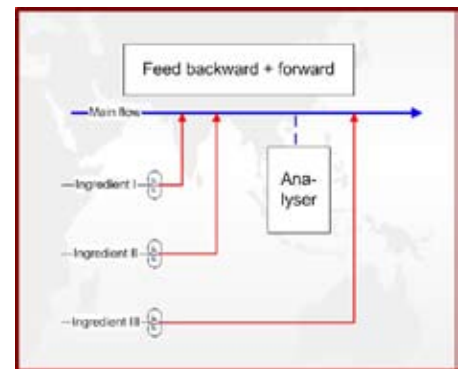 Feed backward + forward
Main flow
Ingredient I
Ana-
lyser
Ingredient II
Ingredient III